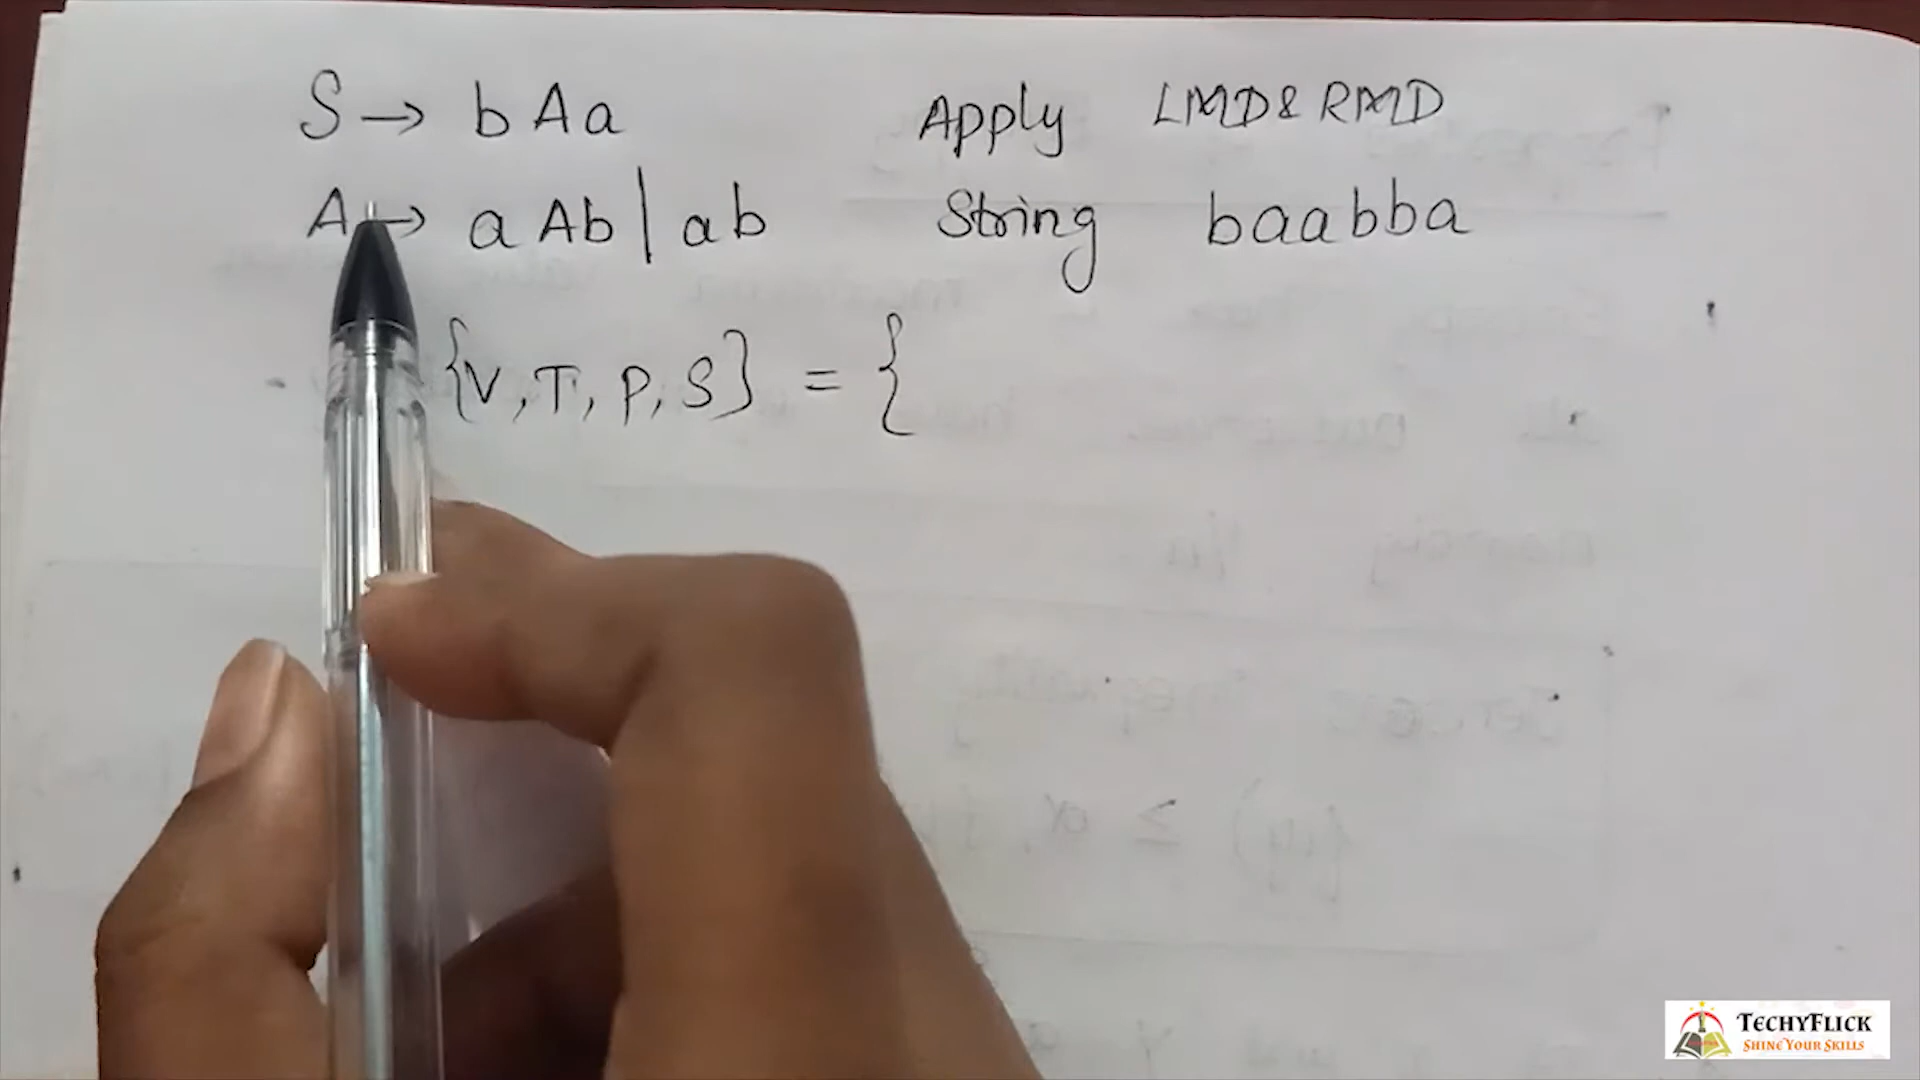 S → bAa Apply LMD & RMD
A → aAb | ab String baabba
{V, T, P, S} = {
TECHYFLICK
SHINE YOUR SKILLS